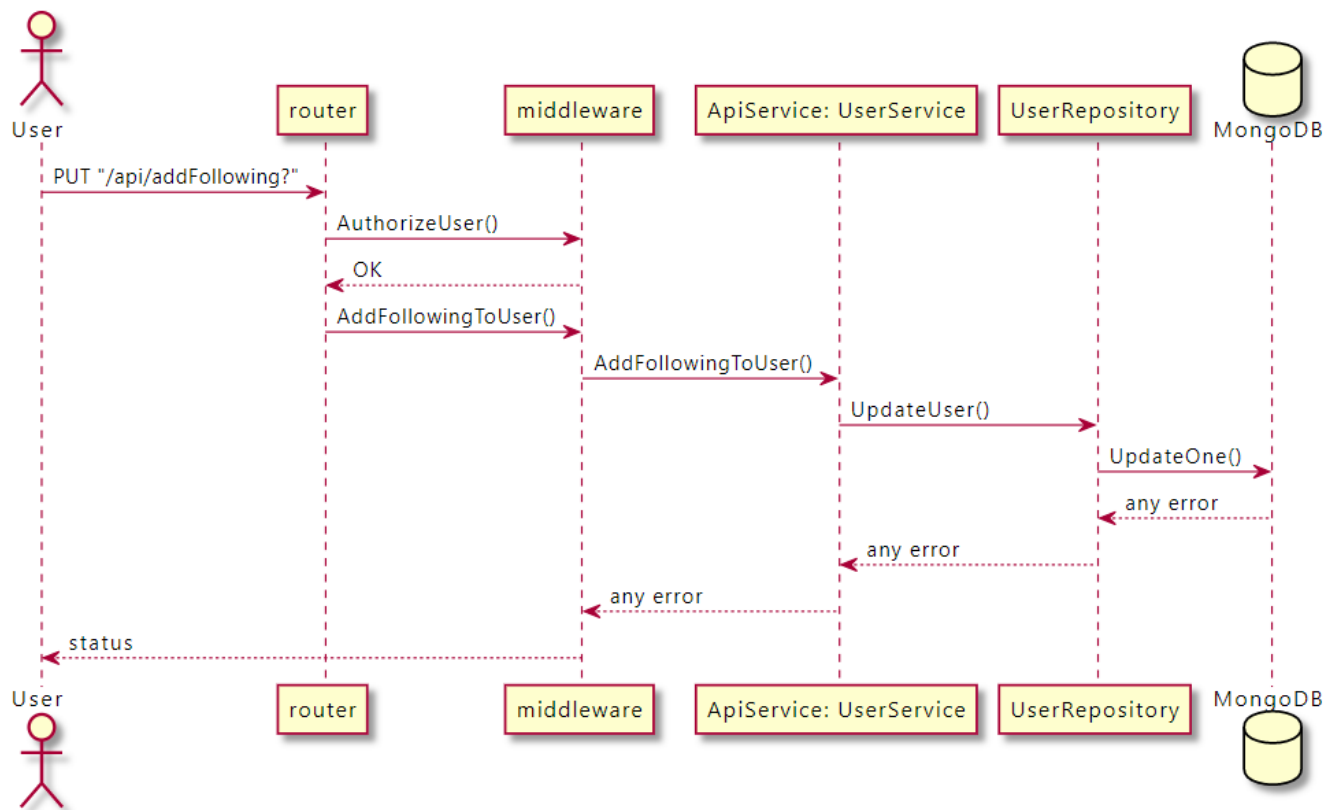 User
router
middleware
ApiService: UserService
UserRepository
MongoDB
PUT "/api/addFollowing?"
AuthorizeUser()
OK
AddFollowingToUser()
AddFollowingToUser()
UpdateUser()
UpdateOne()
any error
any error
any error
status
User
router
middleware
ApiService: UserService
UserRepository
MongoDB